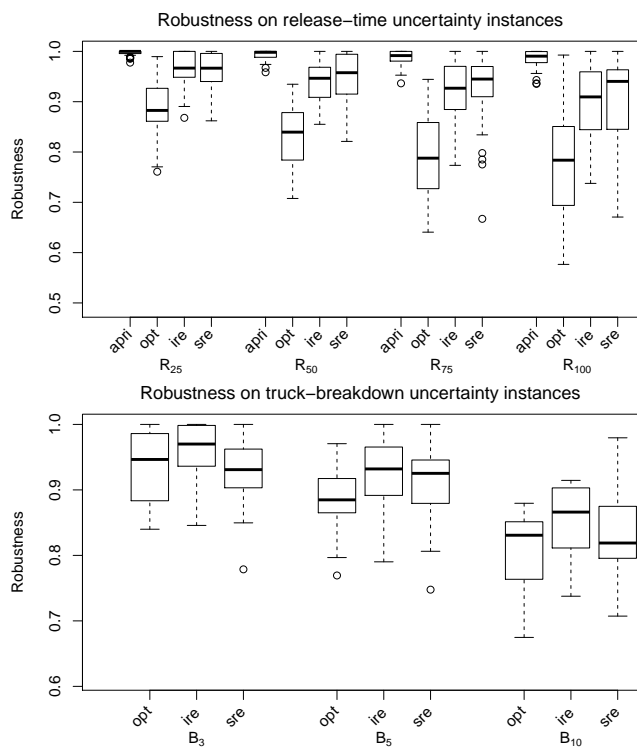 Robustness on release−time uncertainty instances
Robustness
1.0
0.9
0.8
0.7
0.6
0.5
apri opt ire sre apri opt ire sre apri opt ire sre apri opt ire sre
R25 R50 R75 R100
Robustness on truck−breakdown uncertainty instances
Robustness
1.0
0.9
0.8
0.7
0.6
opt ire sre opt ire sre opt ire sre
B3 B5 B10